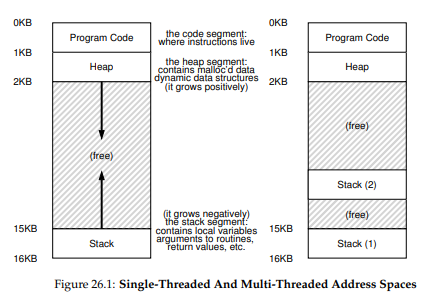 0KB
Program Code
the code segment:
where instructions live
1KB
Heap
the heap segment:
contains malloc'd data
dynamic data structures
(it grows positively)
2KB
(free)
(it grows negatively)
the stack segment:
contains local variables
arguments to routines,
return values, etc.
15KB
Stack
16KB
0KB
Program Code
1KB
Heap
2KB
(free)
Stack (2)
(free)
15KB
Stack (1)
16KB
Figure 26.1: Single-Threaded And Multi-Threaded Address Spaces